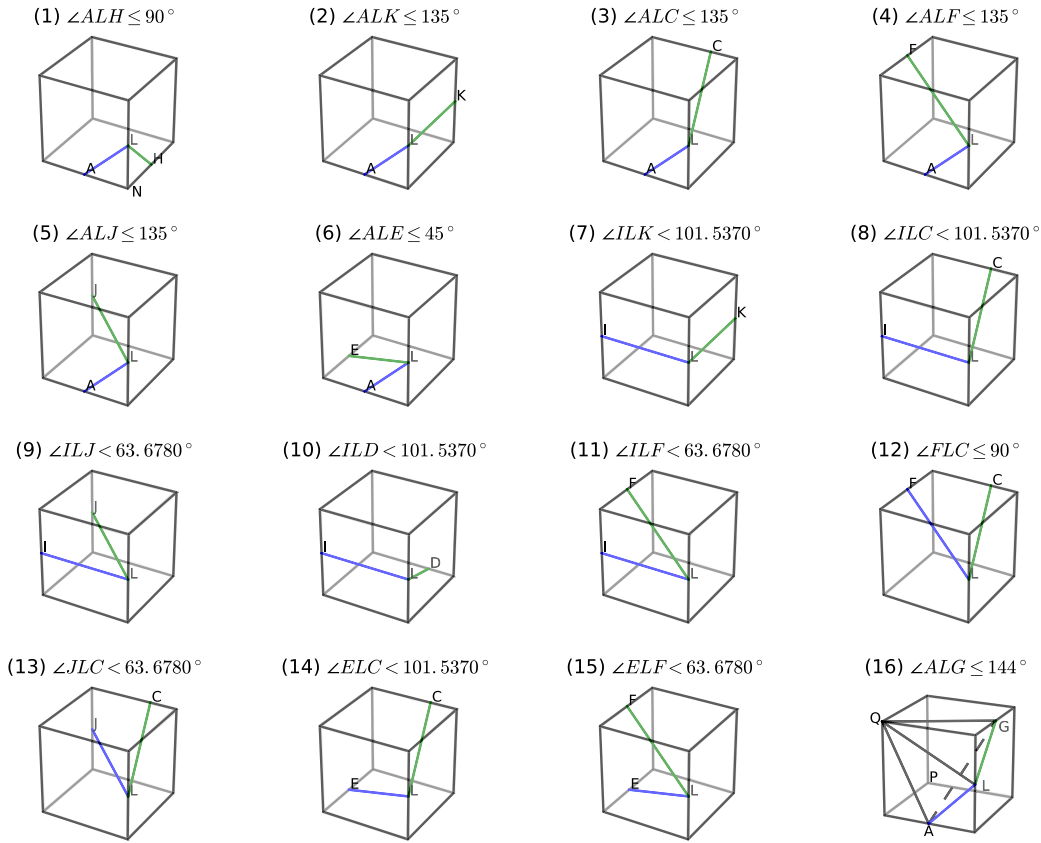 (1) ∠ALH ≤ 90° (2) ∠ALK ≤ 135° (3) ∠ALC ≤ 135° (4) ∠ALF ≤ 135°
L A H N
K L A
C L A
F L A
(5) ∠ALJ ≤ 135° (6) ∠ALE ≤ 45° (7) ∠ILK < 101.5370° (8) ∠ILC < 101.5370°
J L A
E L A
I K L
C I L
(9) ∠ILJ < 63.6780° (10) ∠ILD < 101.5370° (11) ∠ILF < 63.6780° (12) ∠FLC ≤ 90°
J I L
I L D
F I L
F C L
(13) ∠JLC < 63.6780° (14) ∠ELC < 101.5370° (15) ∠ELF < 63.6780° (16) ∠ALG ≤ 144°
C J L
C E L
F E L
Q G P L A